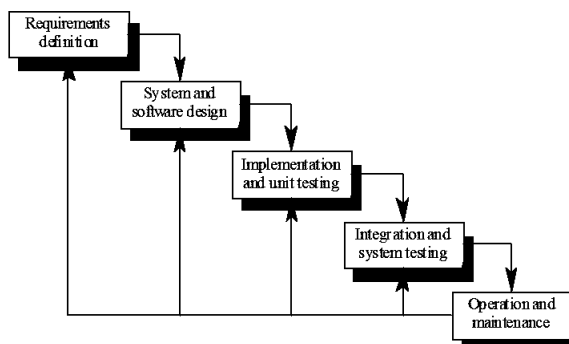 Requirements
definition
System and
software design
Implementation
and unit testing
Integration and
system testing
Operation and
maintenance